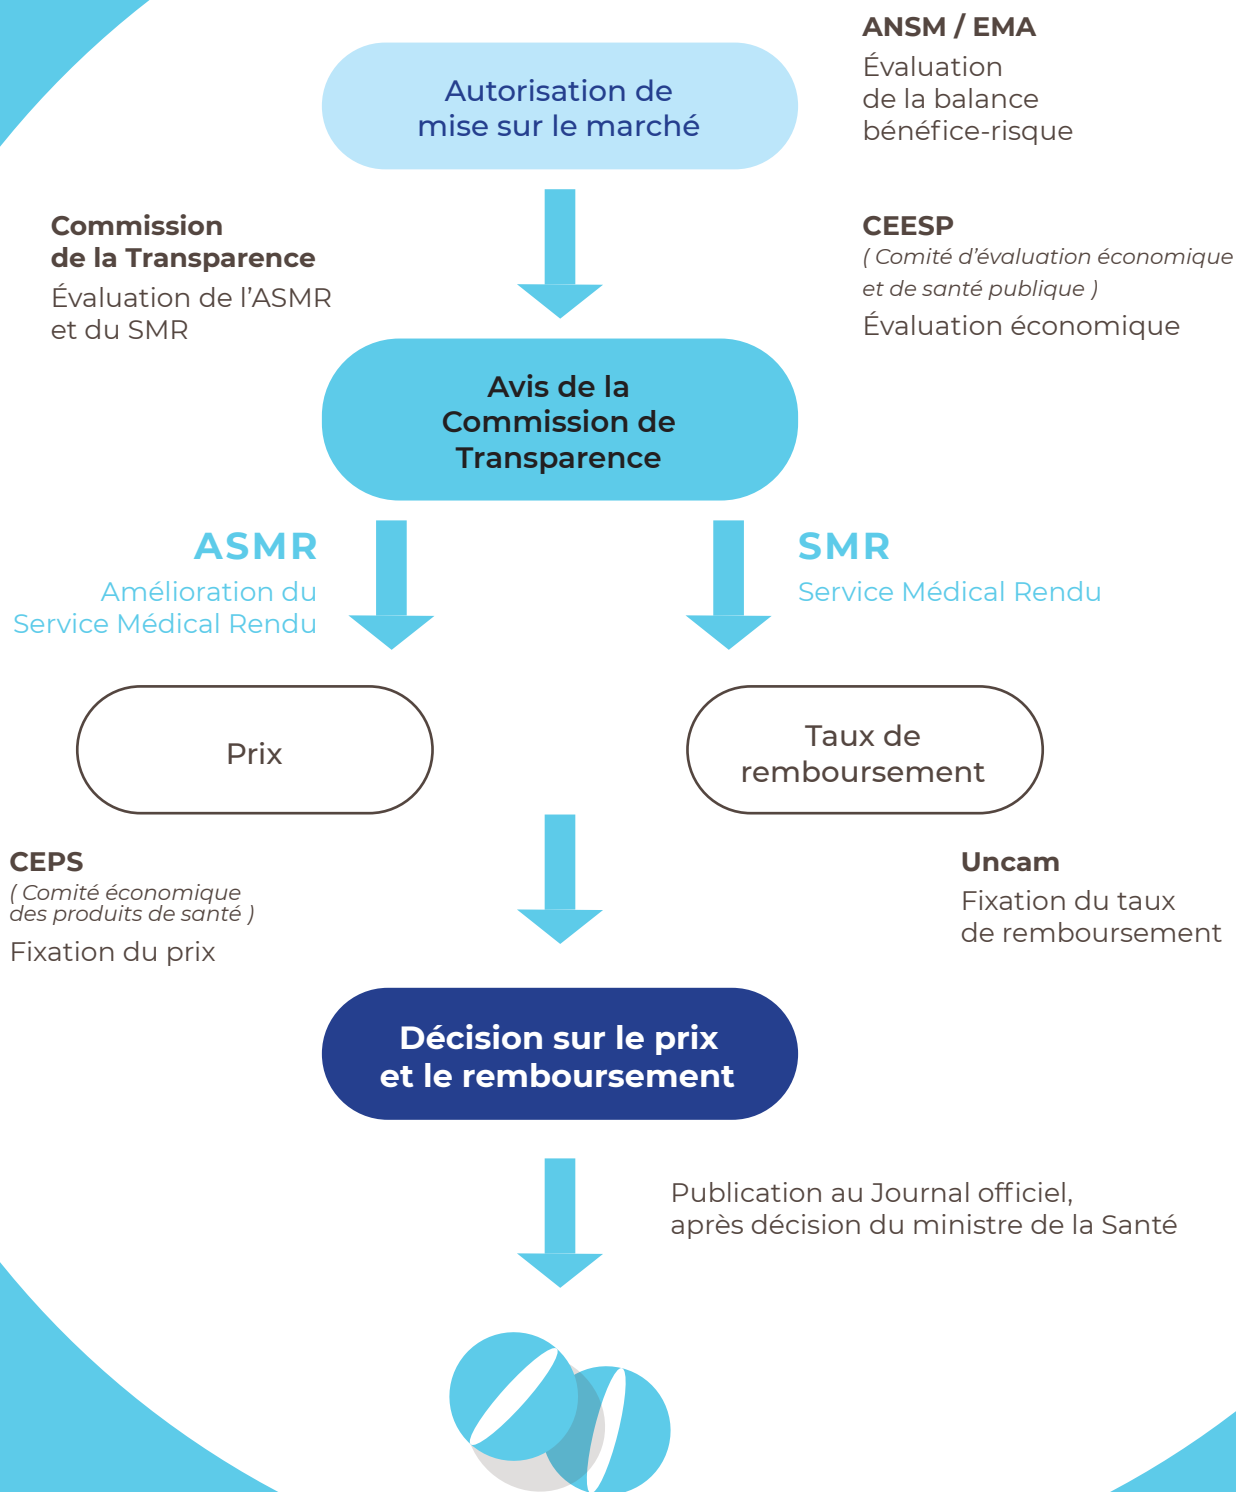 ANSM / EMA
Évaluation
de la balance
bénéfice-risque
Autorisation de
mise sur le marché
Commission
de la Transparence
Évaluation de l’ASMR
et du SMR
CEESP
( Comité d’évaluation économique
et de santé publique )
Évaluation économique
Avis de la
Commission de
Transparence
ASMR
Amélioration du
Service Médical Rendu
SMR
Service Médical Rendu
Prix
Taux de
remboursement
CEPS
( Comité économique
des produits de santé )
Fixation du prix
Uncam
Fixation du taux
de remboursement
Décision sur le prix
et le remboursement
Publication au Journal officiel,
après décision du ministre de la Santé